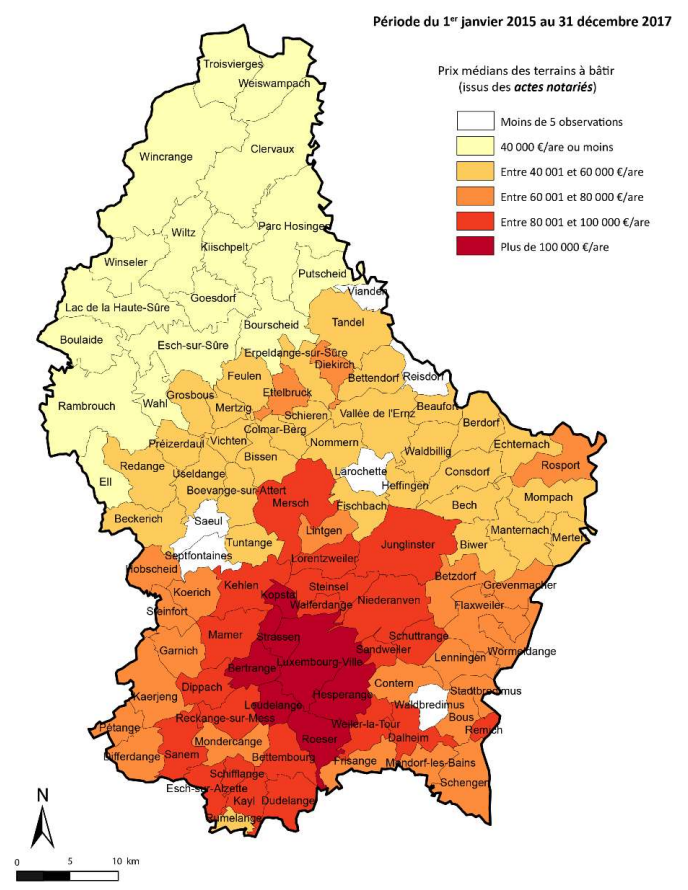 Période du 1er janvier 2015 au 31 décembre 2017
Prix médians des terrains à bâtir
(issus des actes notariés)
Moins de 5 observations
40 000 €/are ou moins
Entre 40 001 et 60 000 €/are
Entre 60 001 et 80 000 €/are
Entre 80 001 et 100 000 €/are
Plus de 100 000 €/are
Troisvierges
Weiswampach
Clervaux
Wincrange
Parc Hosingen
Wiltz
Kiischpelt
Winseler
Putscheid
Vianden
Goesdorf
Lac de la Haute-Sûre
Tandel
Bourscheid
Boulaide
Esch-sur-Sûre
Erpeldange-sur-Sûre
Diekirch
Feulen
Bettendorf
Reisdorf
Ettelbruck
Grosbous
Rambrouch
Wahl
Mertzig
Beaufort
Schieren
Vallée de l'Ernz
Berdorf
Colmar-Berg
Préizerdaul
Vichten
Nommern
Echternach
Waldbillig
Bissen
Redange
Rosport
Useldange
Larochette
Consdorf
Ell
Heffingen
Boevange-sur-Attert
Mompach
Mersch
Fischbach
Bech
Beckerich
Saeul
Lintgen
Manternach
Mertert
Tuntange
Junglinster
Biwer
Septfontaines
Lorentzweiler
Hobscheid
Betzdorf
Kehlen
Steinsel
Grevenmacher
Koerich
Kopstal
Niederanven
Walferdange
Flaxweiler
Steinfort
Mamer
Strassen
Schuttrange
Garnich
Sandweiler
Wormeldange
Lenningen
Luxembourg-Ville
Bertrange
Contern
Dippach
Stadtbredimus
Hesperange
Kaerjeng
Leudelange
Waldbredimus
Reckange-sur-Mess
Bous
Weiler-la-Tour
Pétange
Remich
Dalheim
Mondercange
Roeser
Differdange
Sanem
Bettembourg
Frisange
Mondorf-les-Bains
Schifflange
Schengen
Esch-sur-Alzette
Kayl
Dudelange
Rumelange
N
0 5 10 km